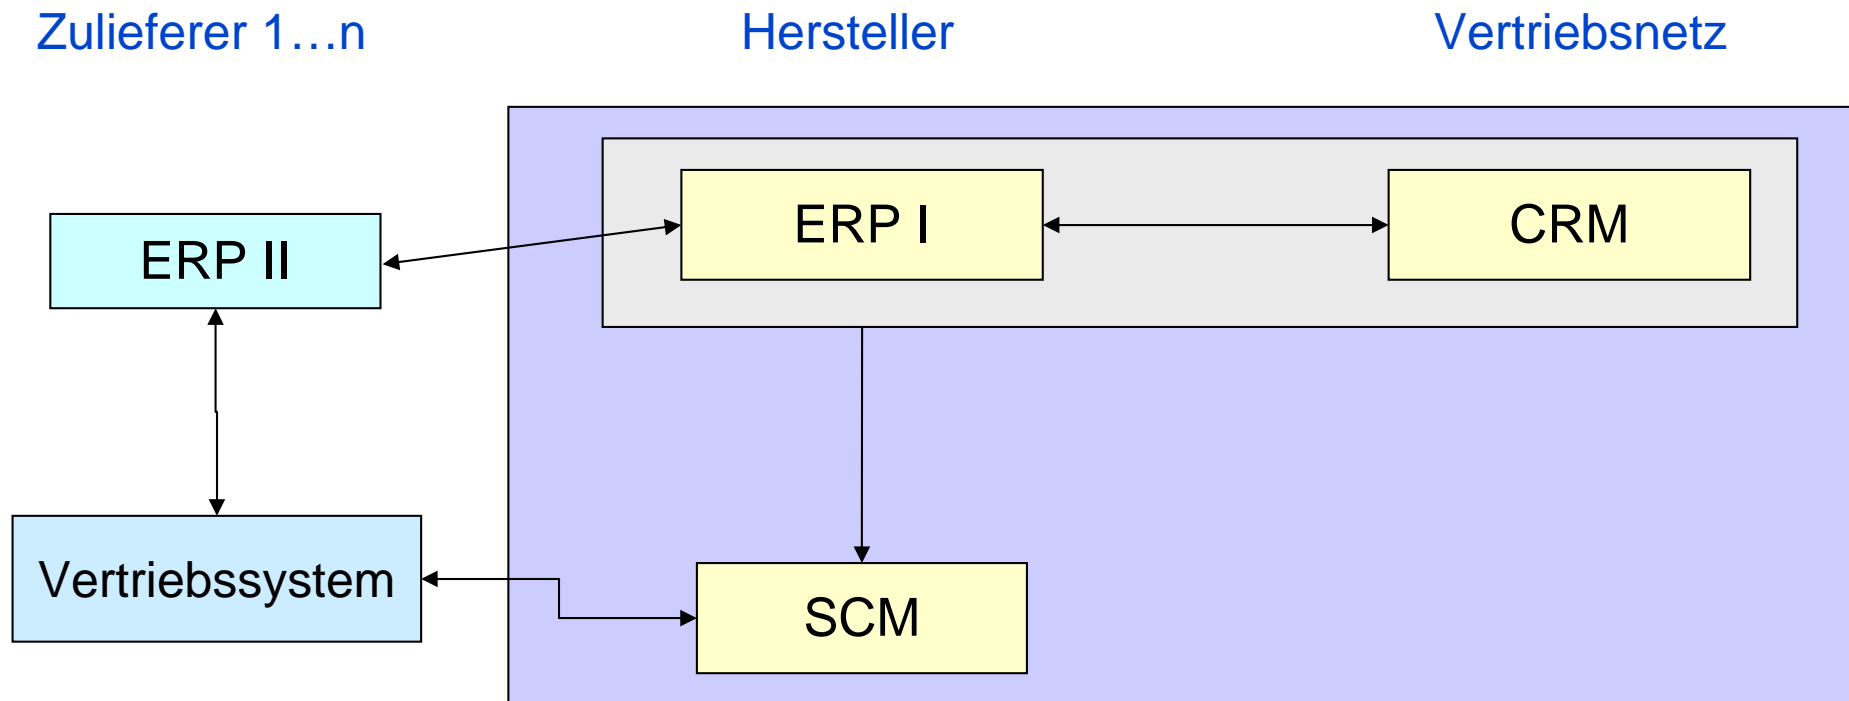 Zulieferer 1…n
Hersteller
Vertriebsnetz
ERP I
CRM
ERP II
Vertriebssystem
SCM